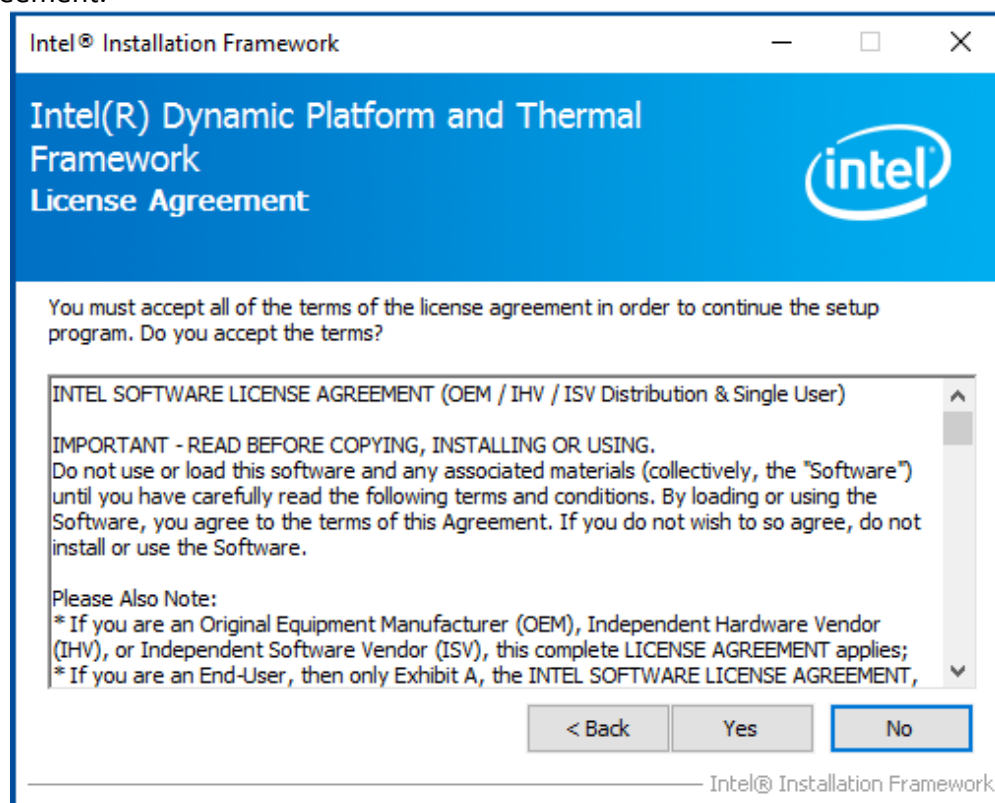 eement.
Intel® Installation Framework
Intel(R) Dynamic Platform and Thermal
Framework
License Agreement
intel
You must accept all of the terms of the license agreement in order to continue the setup
program. Do you accept the terms?
INTEL SOFTWARE LICENSE AGREEMENT (OEM / IHV / ISV Distribution & Single User)
IMPORTANT - READ BEFORE COPYING, INSTALLING OR USING.
Do not use or load this software and any associated materials (collectively, the "Software")
until you have carefully read the following terms and conditions. By loading or using the
Software, you agree to the terms of this Agreement. If you do not wish to so agree, do not
install or use the Software.
Please Also Note:
* If you are an Original Equipment Manufacturer (OEM), Independent Hardware Vendor
(IHV), or Independent Software Vendor (ISV), this complete LICENSE AGREEMENT applies;
* If you are an End-User, then only Exhibit A, the INTEL SOFTWARE LICENSE AGREEMENT,
< Back Yes No
Intel® Installation Framework